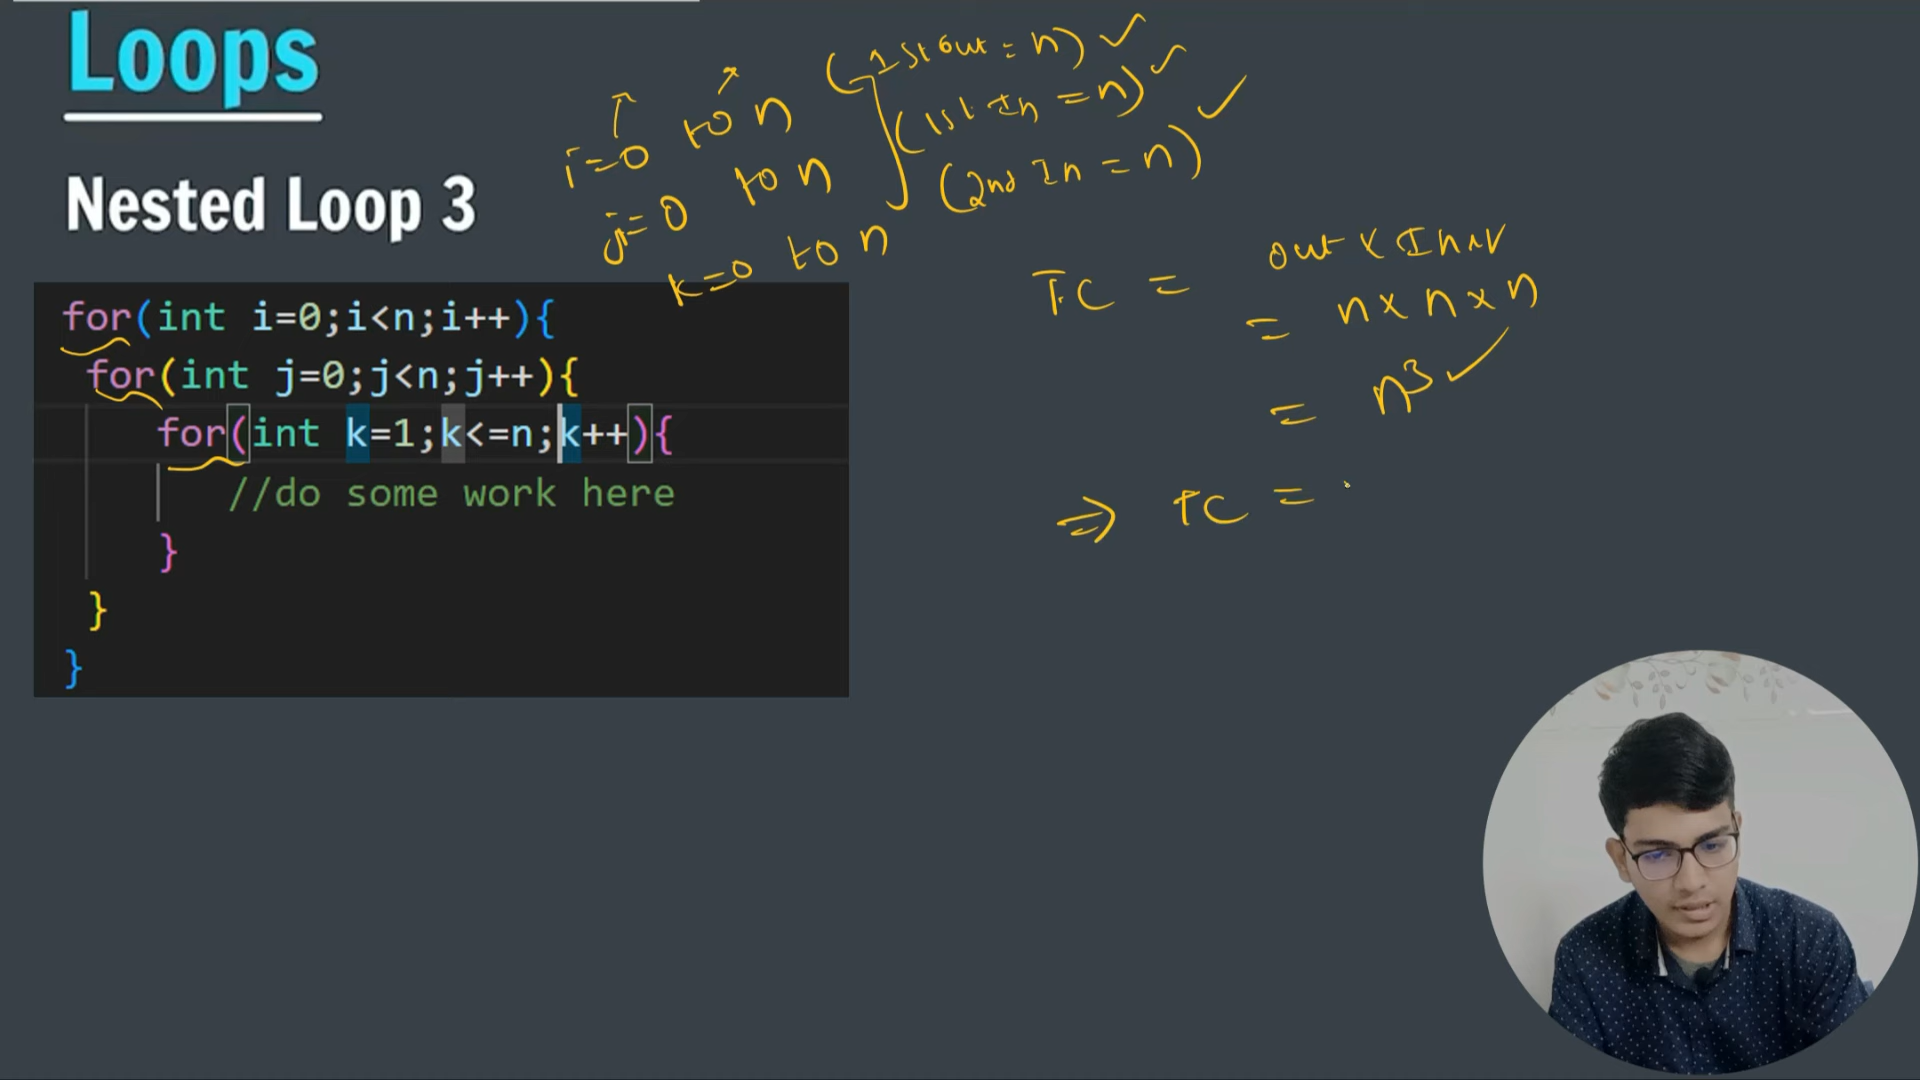 Loops
Nested Loop 3
for(int i=0;i<n;i++){
for(int j=0;j<n;j++){
for(int k=1;k<=n;k++){
//do some work here
}
}
}
i=0 to n
j=0 to n
k=0 to n
(1st out = n) ✓
(1st In = n) ✓
(2nd In = n) ✓
TC = out x
= n x n x n
= n³ ✓
⇒ TC =